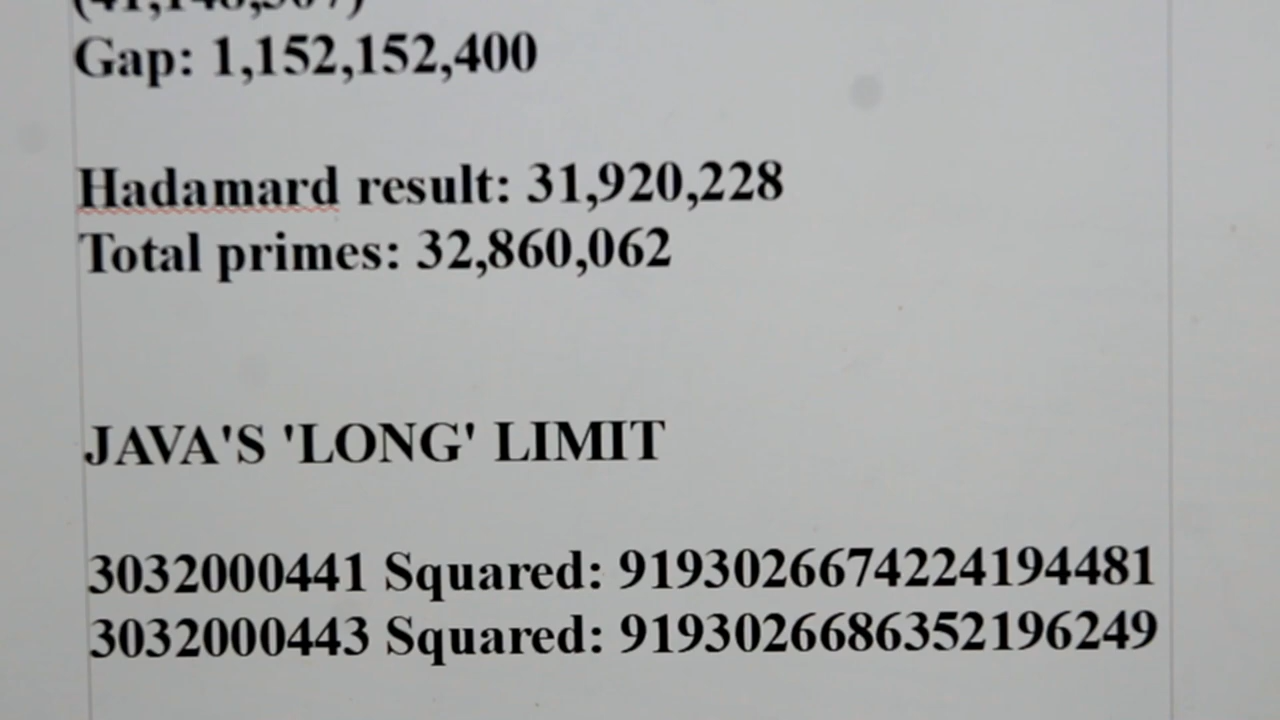 Gap: 1,152,152,400
Hadamard result: 31,920,228
Total primes: 32,860,062
JAVA'S 'LONG' LIMIT
3032000441 Squared: 9193026674224194481
3032000443 Squared: 9193026686352196249